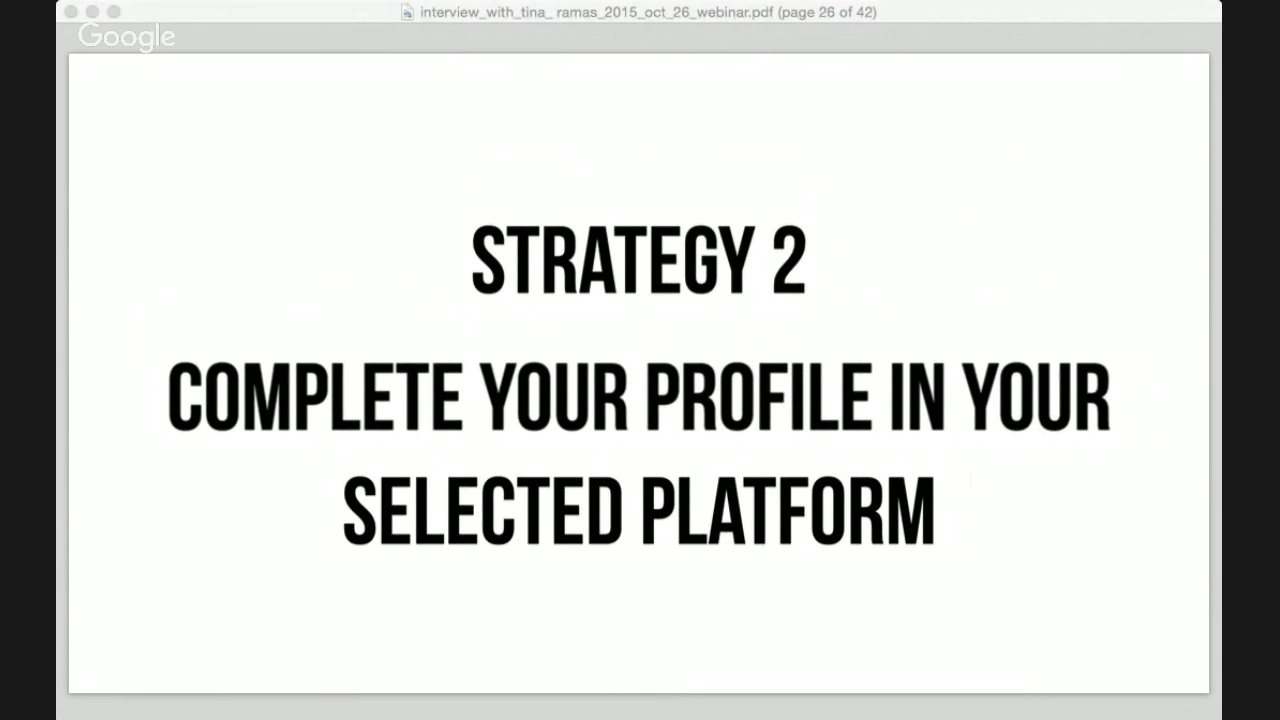 interview_with_tina_ ramas_2015_oct_26_webinar.pdf (page 26 of 42)
Google
STRATEGY 2
COMPLETE YOUR PROFILE IN YOUR
SELECTED PLATFORM